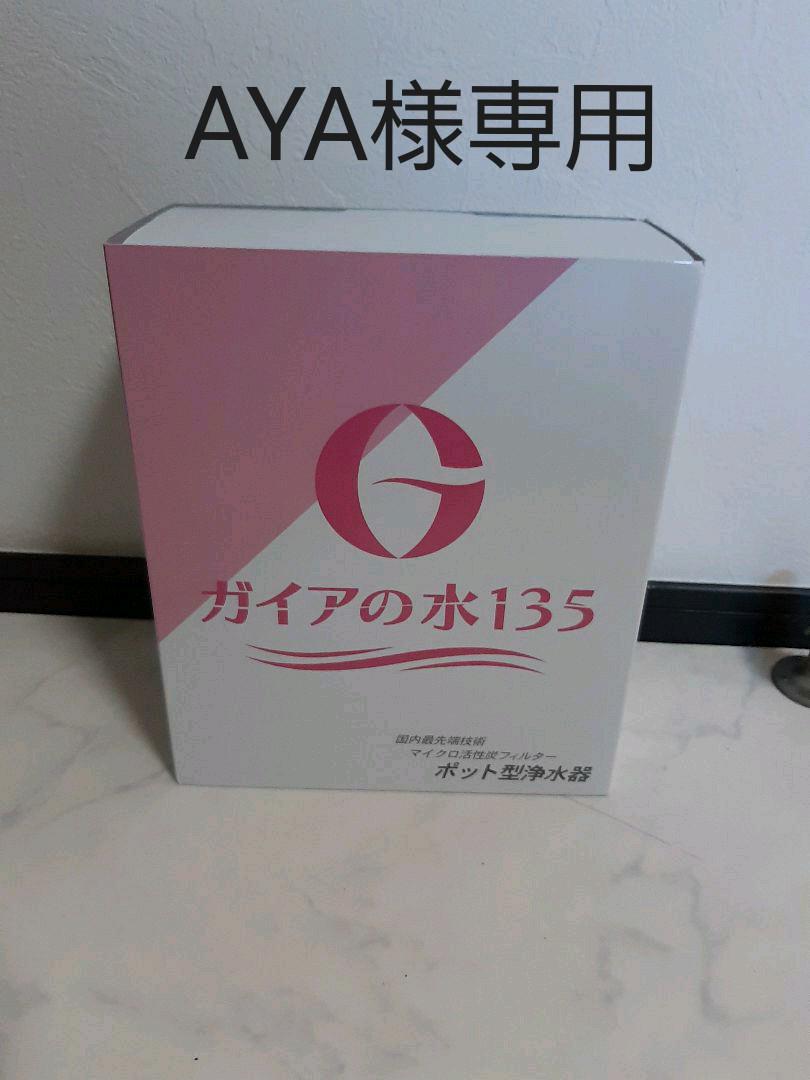 AYA様専用
ガイアの水135
国内最先端技術
マイクロ活性炭フィルター
ポット型浄水器